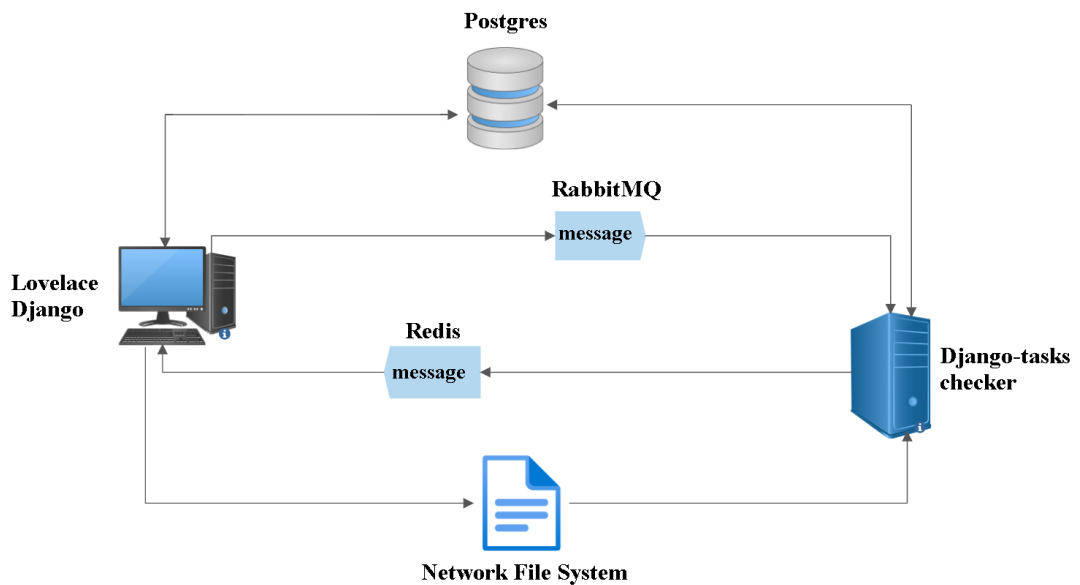 Postgres
RabbitMQ
message
Lovelace
Django
Redis
message
Django-tasks
checker
Network File System